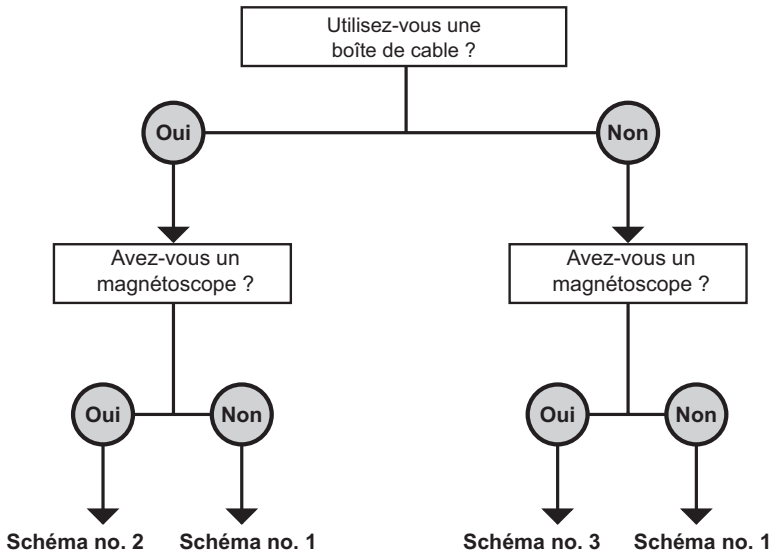 Utilisez-vous une
boîte de cable ?
Oui
Non
Avez-vous un
magnétoscope ?
Avez-vous un
magnétoscope ?
Oui
Non
Oui
Non
Schéma no. 2
Schéma no. 1
Schéma no. 3
Schéma no. 1